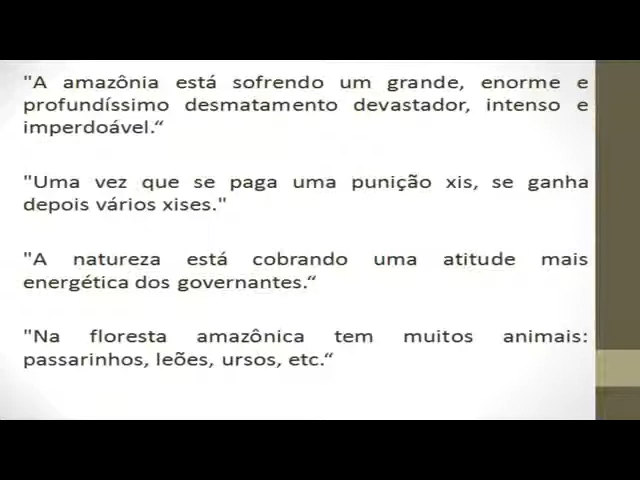 "A amazônia está sofrendo um grande, enorme e
profundíssimo desmatamento devastador, intenso e
imperdoável.“
"Uma vez que se paga uma punição xis, se ganha
depois vários xises."
"A natureza está cobrando uma atitude mais
energética dos governantes.“
"Na floresta amazônica tem muitos animais:
passarinhos, leões, ursos, etc.“